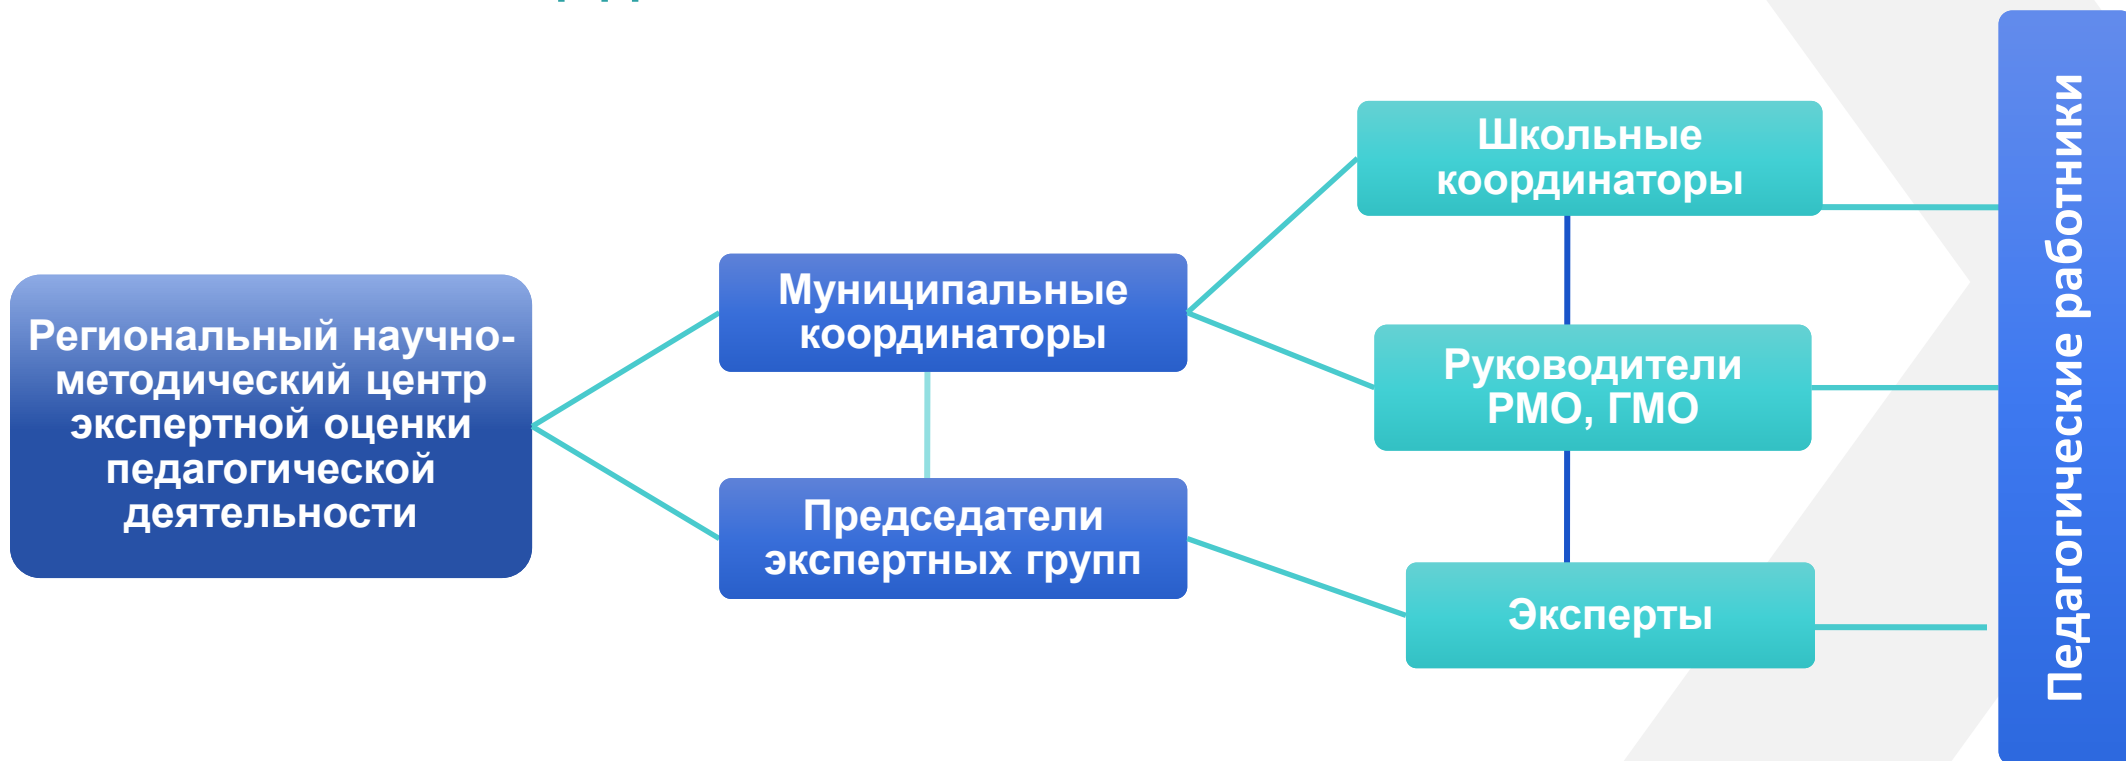 Региональный научно-
методический центр
экспертной оценки
педагогической
деятельности
Муниципальные
координаторы
Председатели
экспертных групп
Школьные
координаторы
Руководители
РМО, ГМО
Эксперты
Педагогические работники